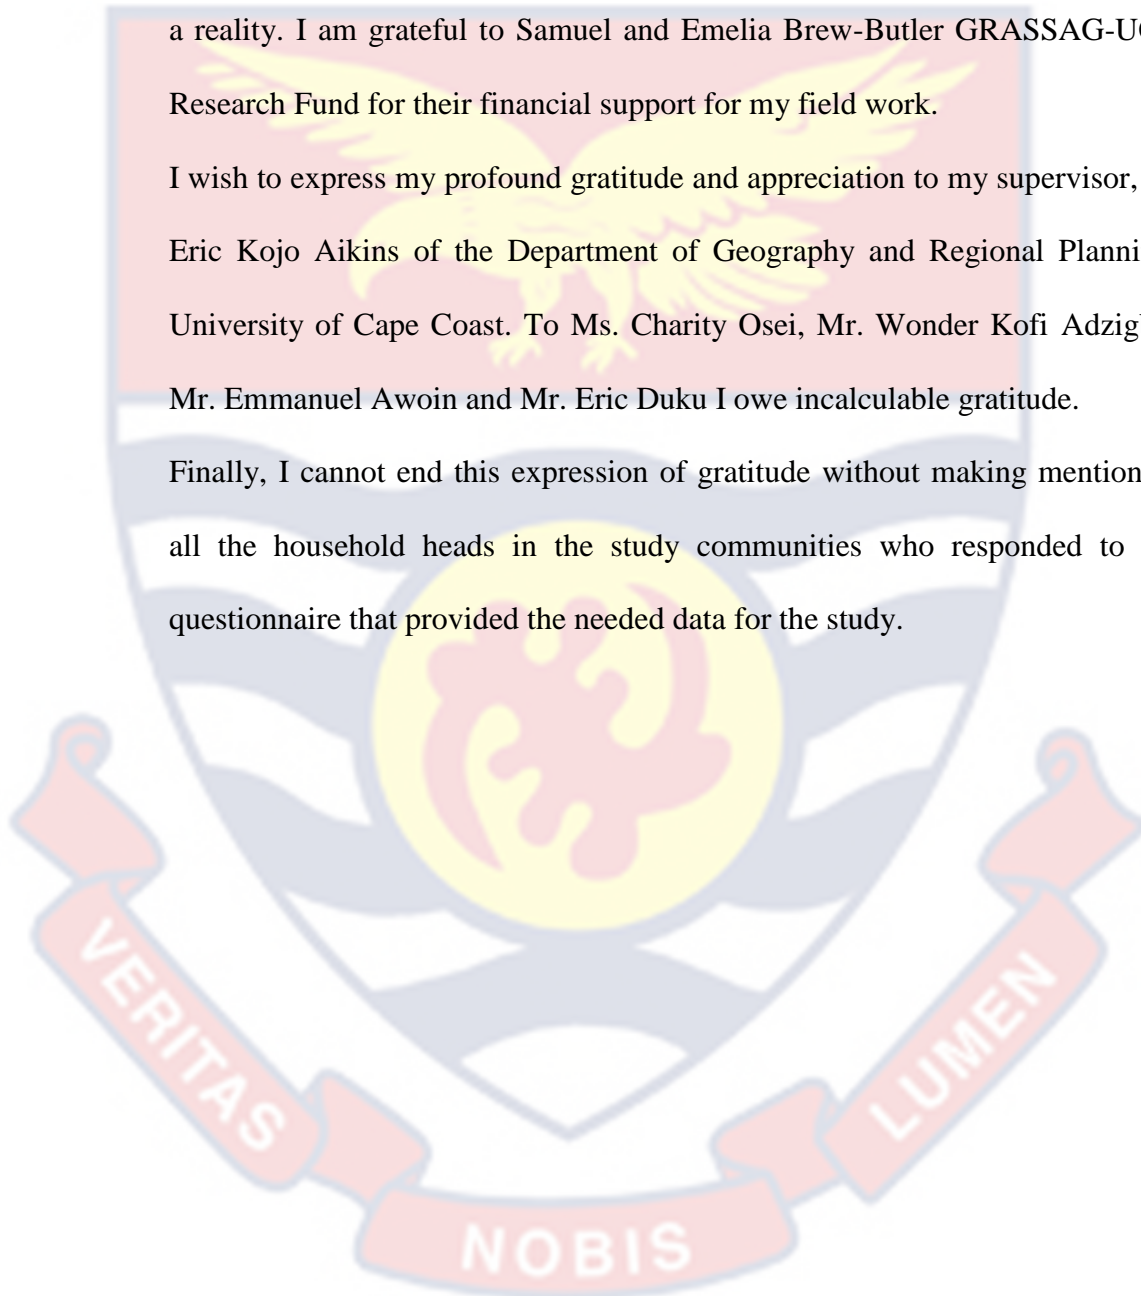 a reality. I am grateful to Samuel and Emelia Brew-Butler GRASSAG-
Research Fund for their financial support for my field work.
I wish to express my profound gratitude and appreciation to my supervisor,
Eric Kojo Aikins of the Department of Geography and Regional
University of Cape Coast. To Ms. Charity Osei, Mr. Wonder Kofi
Mr. Emmanuel Awoin and Mr. Eric Duku I owe incalculable gratitude.
Finally, I cannot end this expression of gratitude without making mention
all the household heads in the study communities who responded to
questionnaire that provided the needed data for the study.
VERITAS
NOBIS
LUMEN